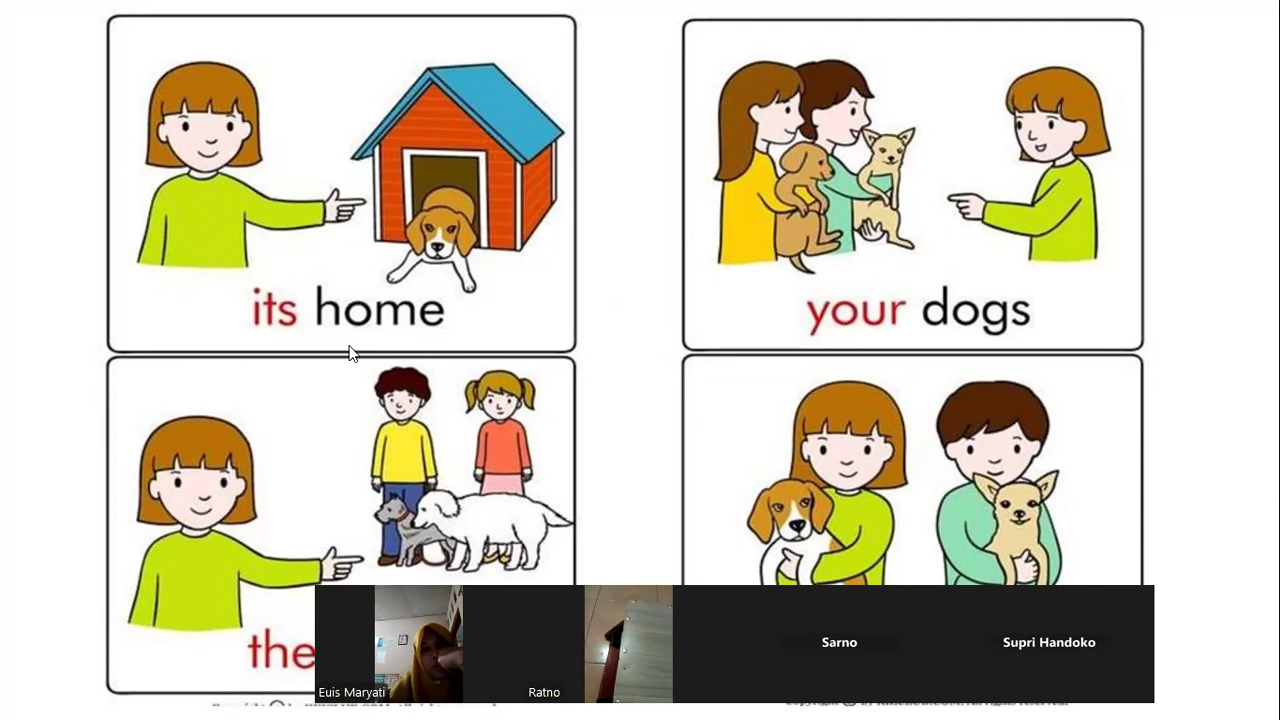 its home
your dogs
the
Euis Maryati
Ratno
Sarno
Supri Handoko